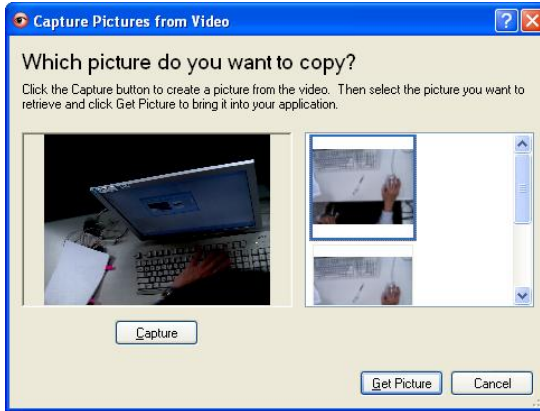 Capture Pictures from Video
Which picture do you want to copy?
Click the Capture button to create a picture from the video. Then select the picture you want to
retrieve and click Get Picture to bring it into your application.
Capture
Get Picture
Cancel